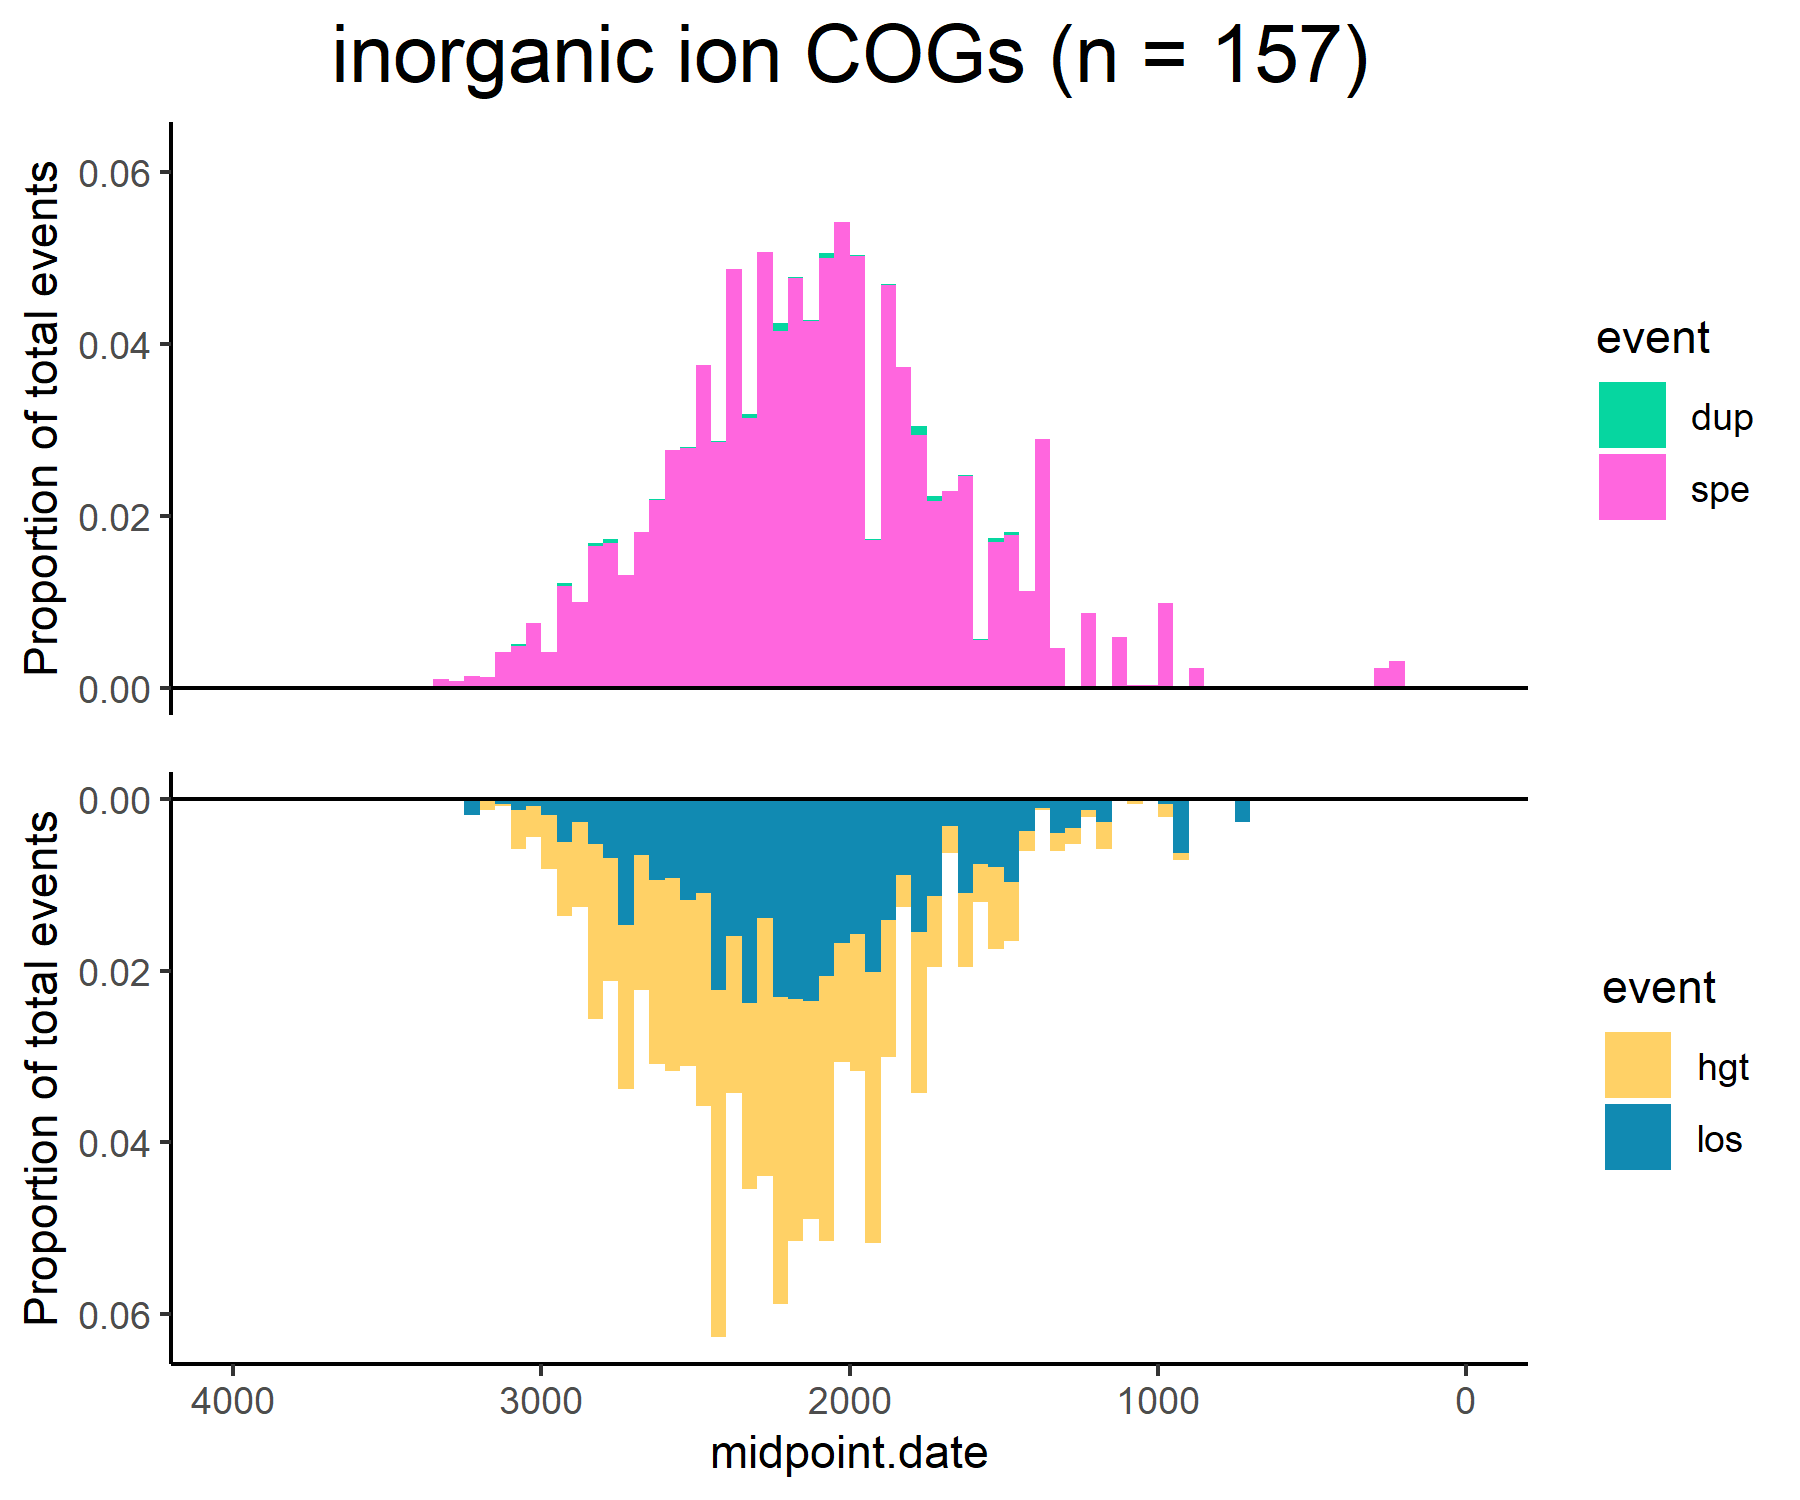 inorganic ion COGs (n = 157)
Proportion of total events
0.06
0.04
0.02
0.00
event
dup
spe
Proportion of total events
0.00
0.02
0.04
0.06
event
hgt
los
4000 3000 2000 1000 0
midpoint.date